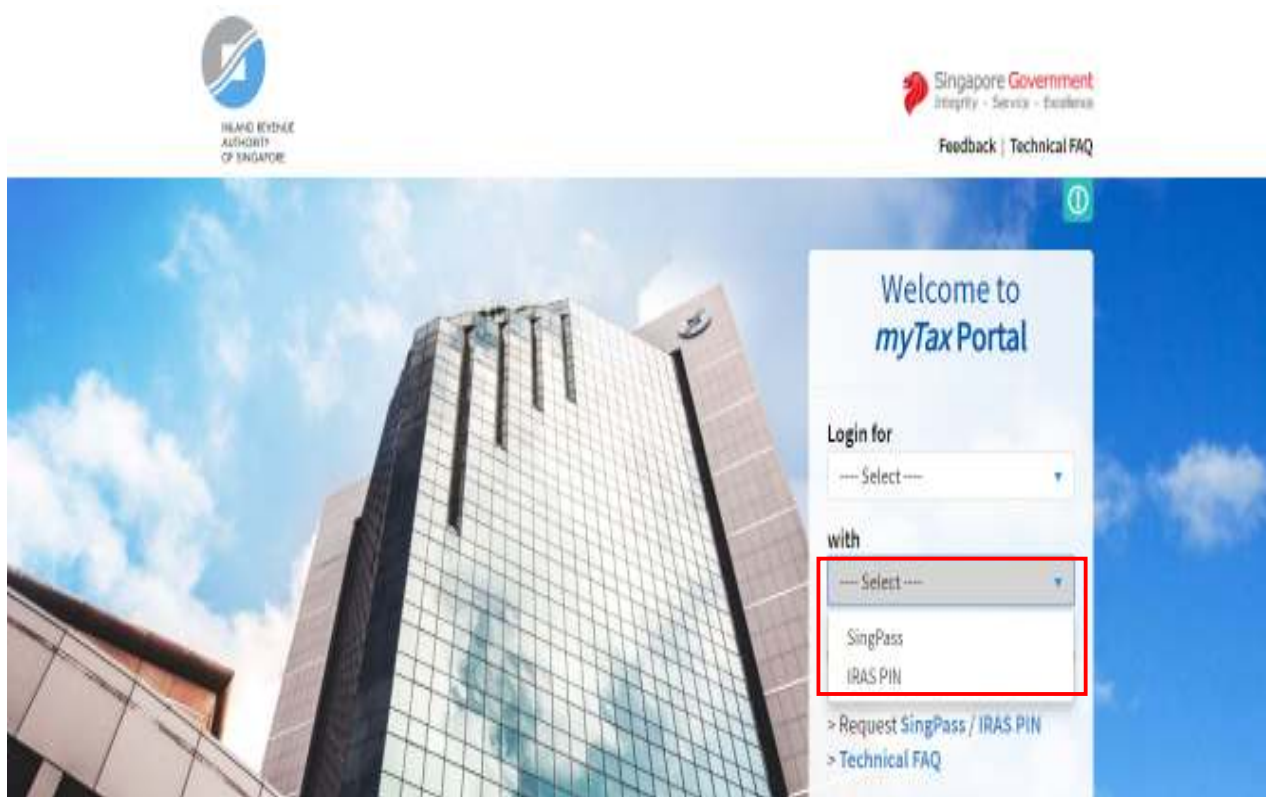 INLAND REVENUE
AUTHORITY
OF SINGAPORE
Singapore Government
Integrity - Service - Excellence
Feedback | Technical FAQ
Welcome to
myTax Portal
Login for
---- Select ----
with
---- Select ----
SingPass
IRAS PIN
> Request SingPass / IRAS PIN
> Technical FAQ